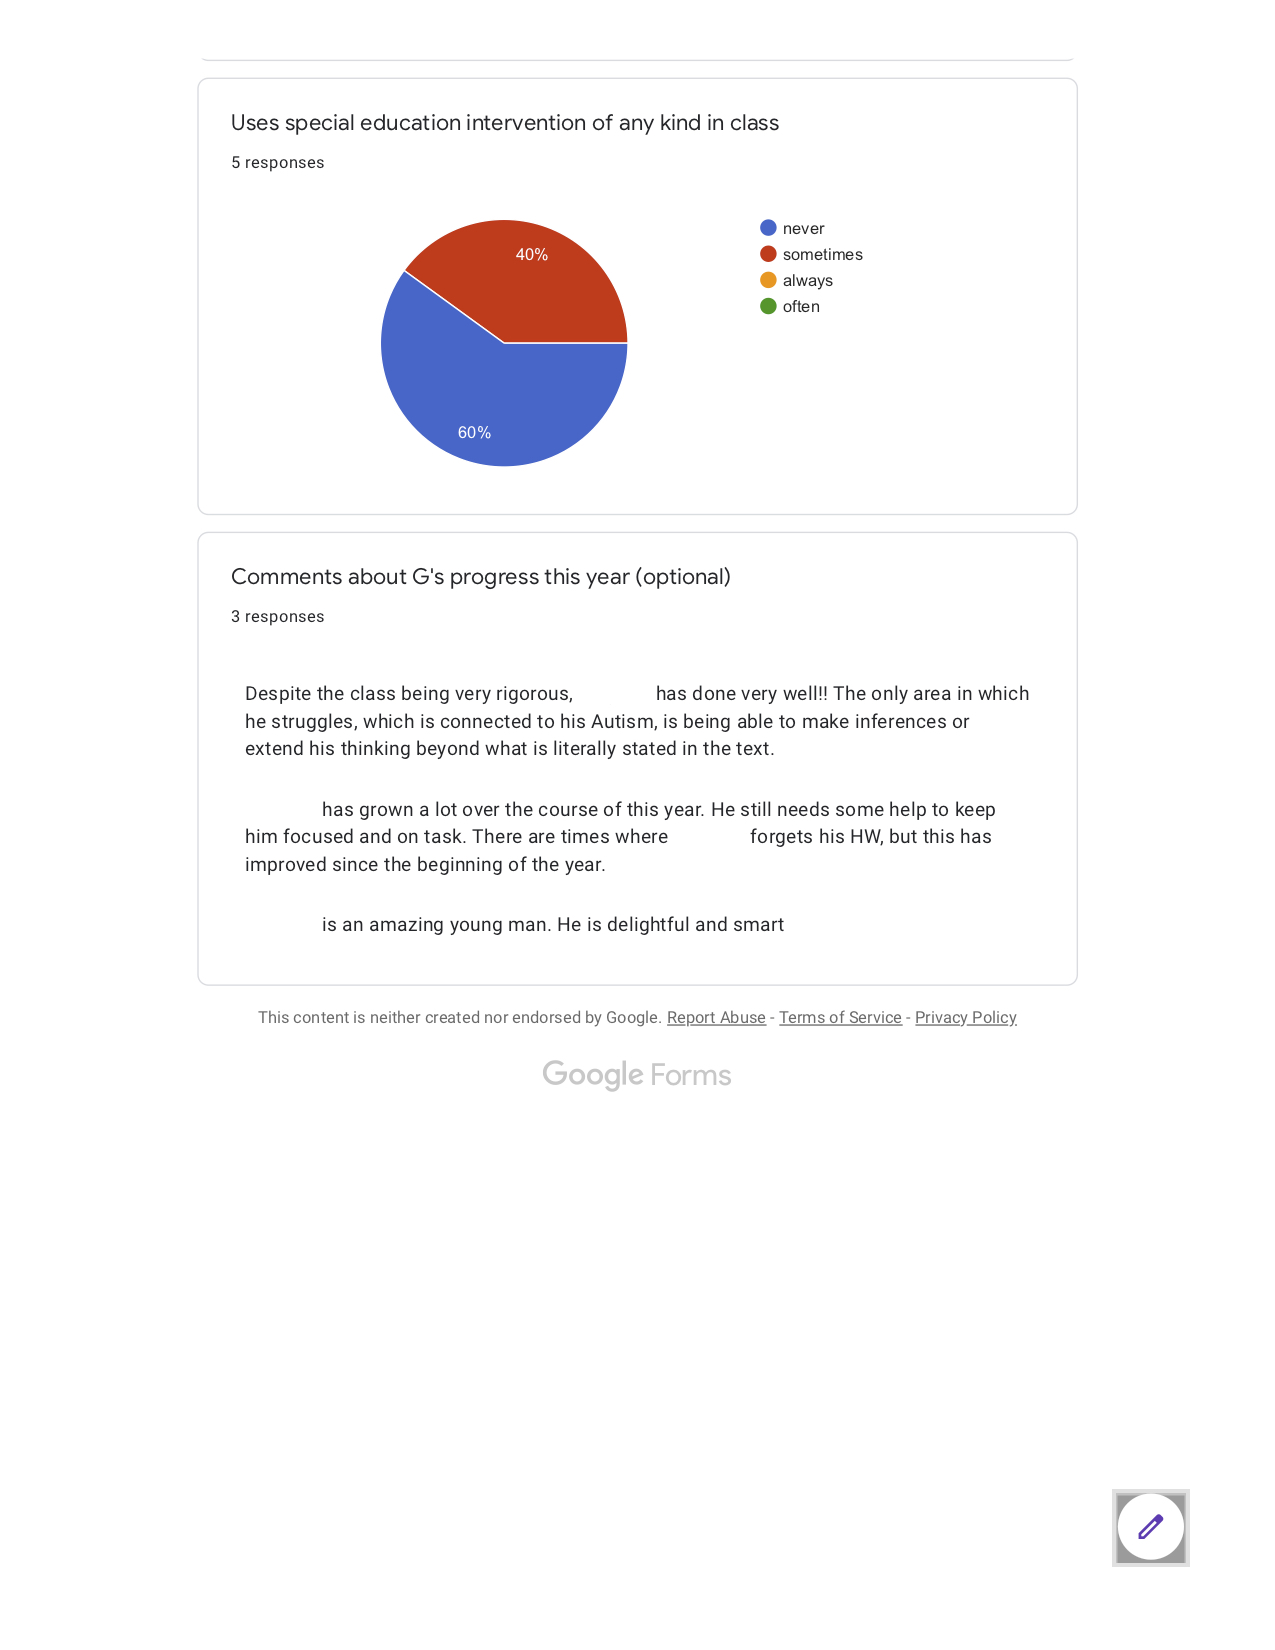 Uses special education intervention of any kind in class
5 responses
40%
60%
never
sometimes
always
often
Comments about G's progress this year (optional)
3 responses
Despite the class being very rigorous, has done very well!! The only area in which
he struggles, which is connected to his Autism, is being able to make inferences or
extend his thinking beyond what is literally stated in the text.
has grown a lot over the course of this year. He still needs some help to keep
him focused and on task. There are times where forgets his HW, but this has
improved since the beginning of the year.
is an amazing young man. He is delightful and smart
This content is neither created nor endorsed by Google. Report Abuse - Terms of Service - Privacy Policy
Google Forms